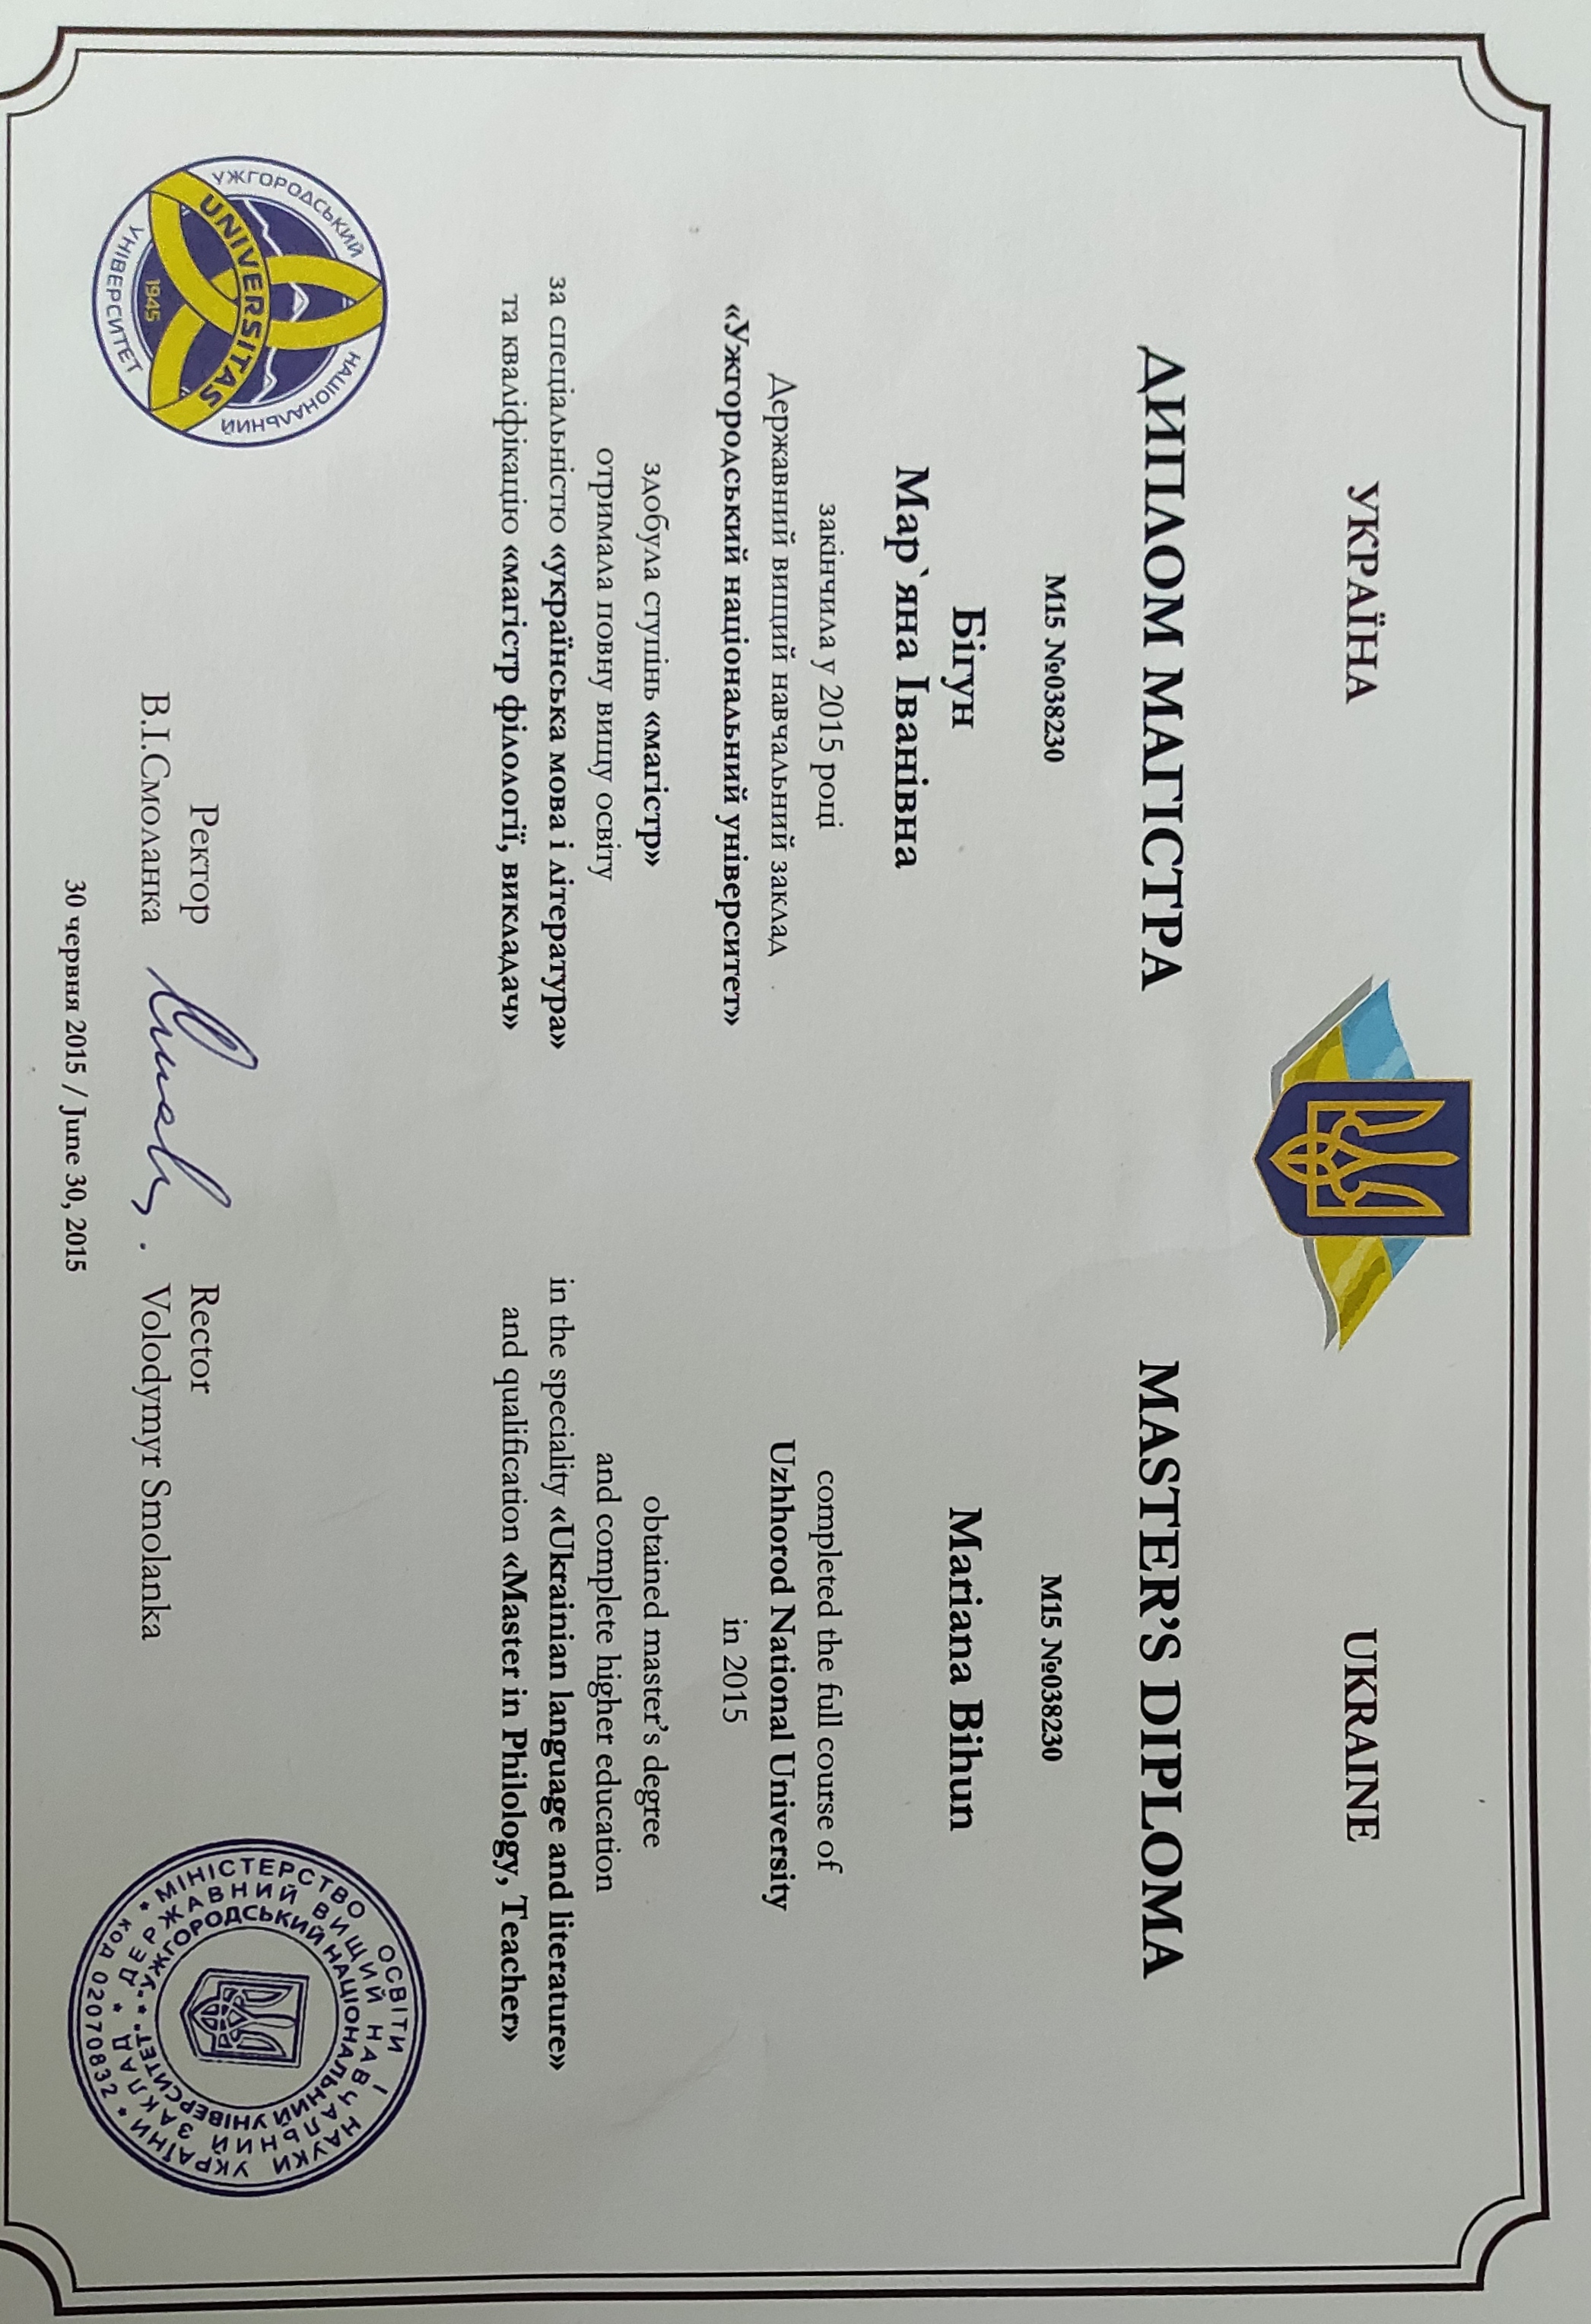 УКРАЇНА
ДИПЛОМ МАГІСТРА
М15 №038230
Бігун
Мар`яна Іванівна
закінчила у 2015 році
Державний вищий навчальний заклад
«Ужгородський національний університет»
здобула ступінь «магістр»
отримала повну вищу освіту
за спеціальністю «українська мова і література»
та кваліфікацію «магістр філології, викладач»
UKRAINE
MASTER'S DIPLOMA
M15 №038230
Mariana Bihun
completed the full course of
Uzhhorod National University
in 2015
obtained master's degree
and complete higher education
in the speciality «Ukrainian language and literature»
and qualification «Master in Philology, Teacher»
УЖГОРОДСЬКИЙ НАЦІОНАЛЬНИЙ УНІВЕРСИТЕТ
UNIVERSITAS
1945
Ректор
В.І.Смоланка
Rector
Volodymyr Smolanka
30 червня 2015 / June 30, 2015
* МІНІСТЕРСТВО ОСВІТИ І НАУКИ УКРАЇНИ *
код 02070832
* ДЕРЖАВНИЙ ВИЩИЙ НАВЧАЛЬНИЙ ЗАКЛАД
* "УЖГОРОДСЬКИЙ НАЦІОНАЛЬНИЙ УНІВЕРСИТЕТ"